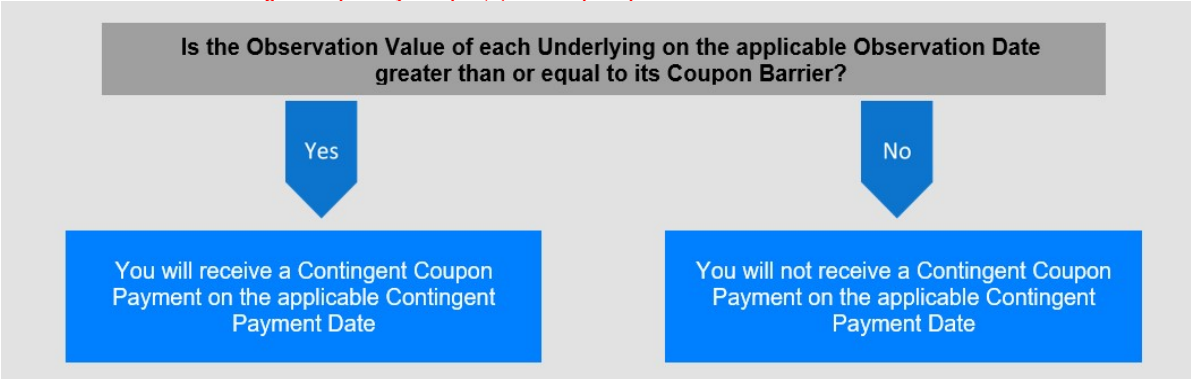 Is the Observation Value of each Underlying on the applicable Observation Date
greater than or equal to its Coupon Barrier?
Yes
No
You will receive a Contingent Coupon
Payment on the applicable Contingent
Payment Date
You will not receive a Contingent Coupon
Payment on the applicable Contingent
Payment Date